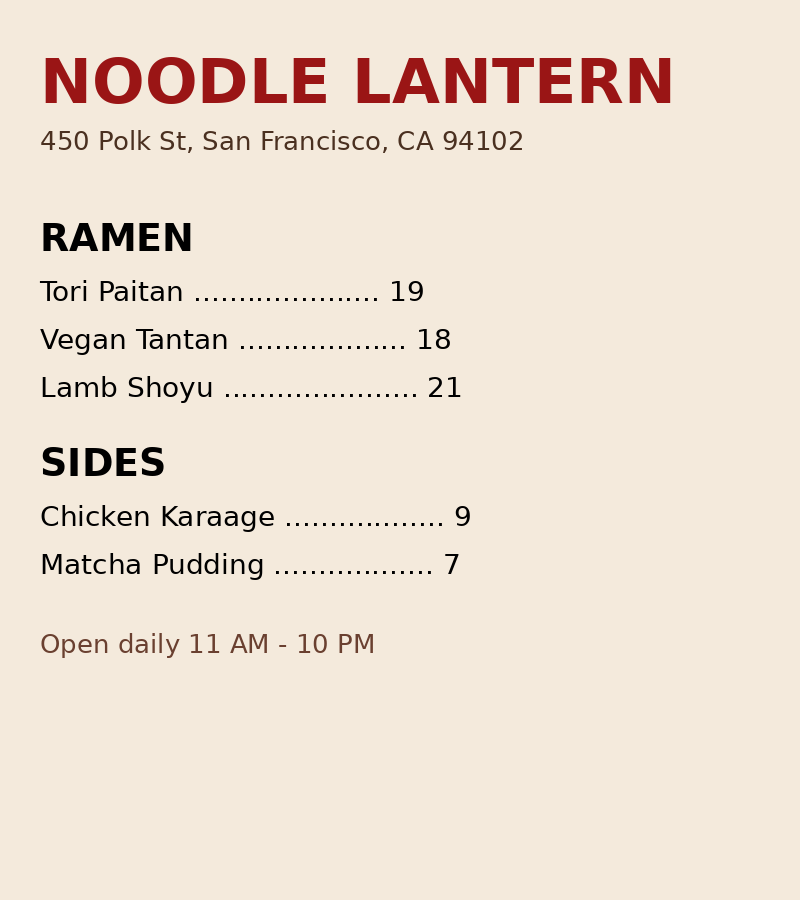 NOODLE LANTERN
450 Polk St, San Francisco, CA 94102
RAMEN
Tori Paitan ..................... 19
Vegan Tantan ................... 18
Lamb Shoyu ...................... 21
SIDES
Chicken Karaage .................. 9
Matcha Pudding .................. 7
Open daily 11 AM - 10 PM